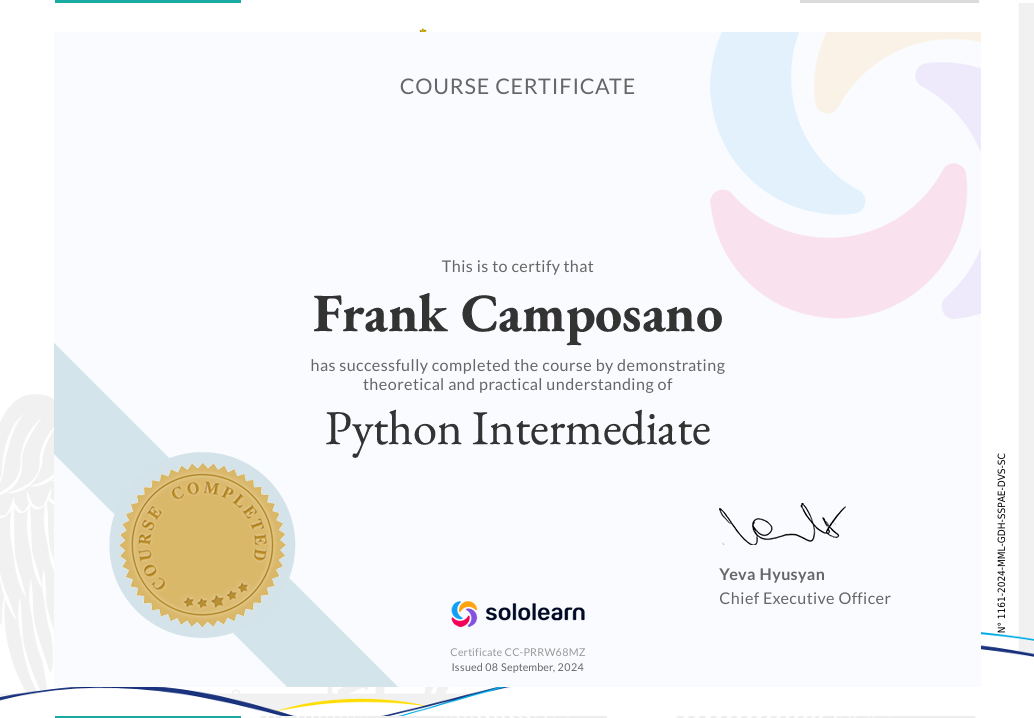 COURSE CERTIFICATE
This is to certify that
Frank Camposano
has successfully completed the course by demonstrating
theoretical and practical understanding of
Python Intermediate
COURSE COMPLETED
Yeva Hyusyan
Chief Executive Officer
sololearn
Certificate CC-PRRW68MZ
Issued 08 September, 2024
N° 1161-2024-MML-GDH-SSPAE-DVS-SC